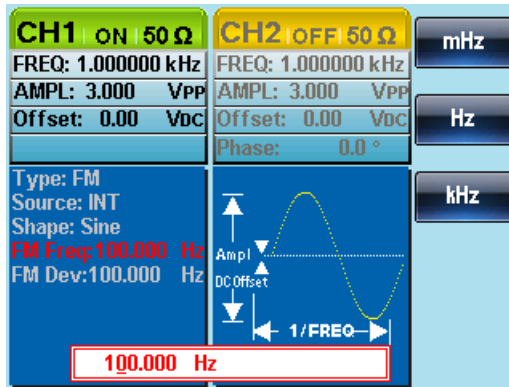 CH1 ON 50 Ω
FREQ: 1.000000 kHz
AMPL: 3.000 VPP
Offset: 0.00 VDC
CH2 OFF 50 Ω
FREQ: 1.000000 kHz
AMPL: 3.000 VPP
Offset: 0.00 VDC
Phase: 0.0 °
mHz
Hz
kHz
Type: FM
Source: INT
Shape: Sine
FM Freq:100.000 Hz
FM Dev:100.000 Hz
Ampl
DC Offset
1/FREQ
100.000 Hz